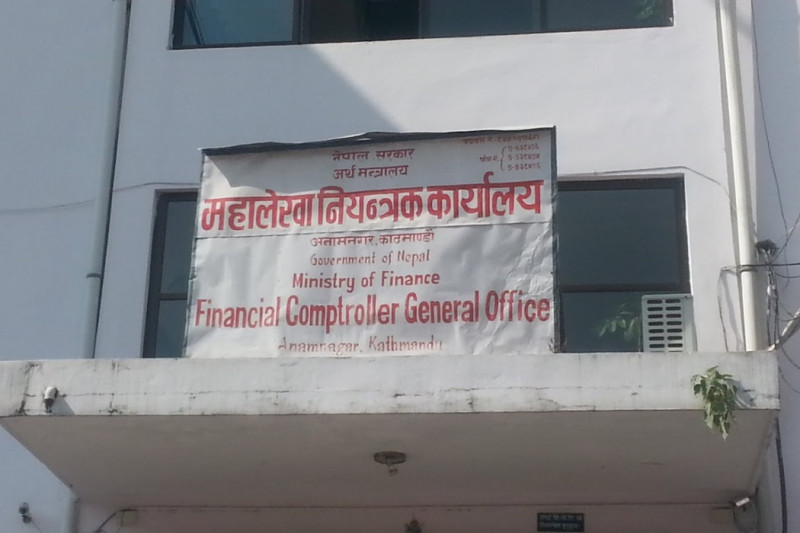 नेपाल सरकार
अर्थ मन्त्रालय
फोन नं.
महालेखा नियन्त्रक कार्यालय
अनामनगर, काठमाण्डौ
Government of Nepal
Ministry of Finance
Financial Comptroller General Office
Anamnagar, Kathmandu